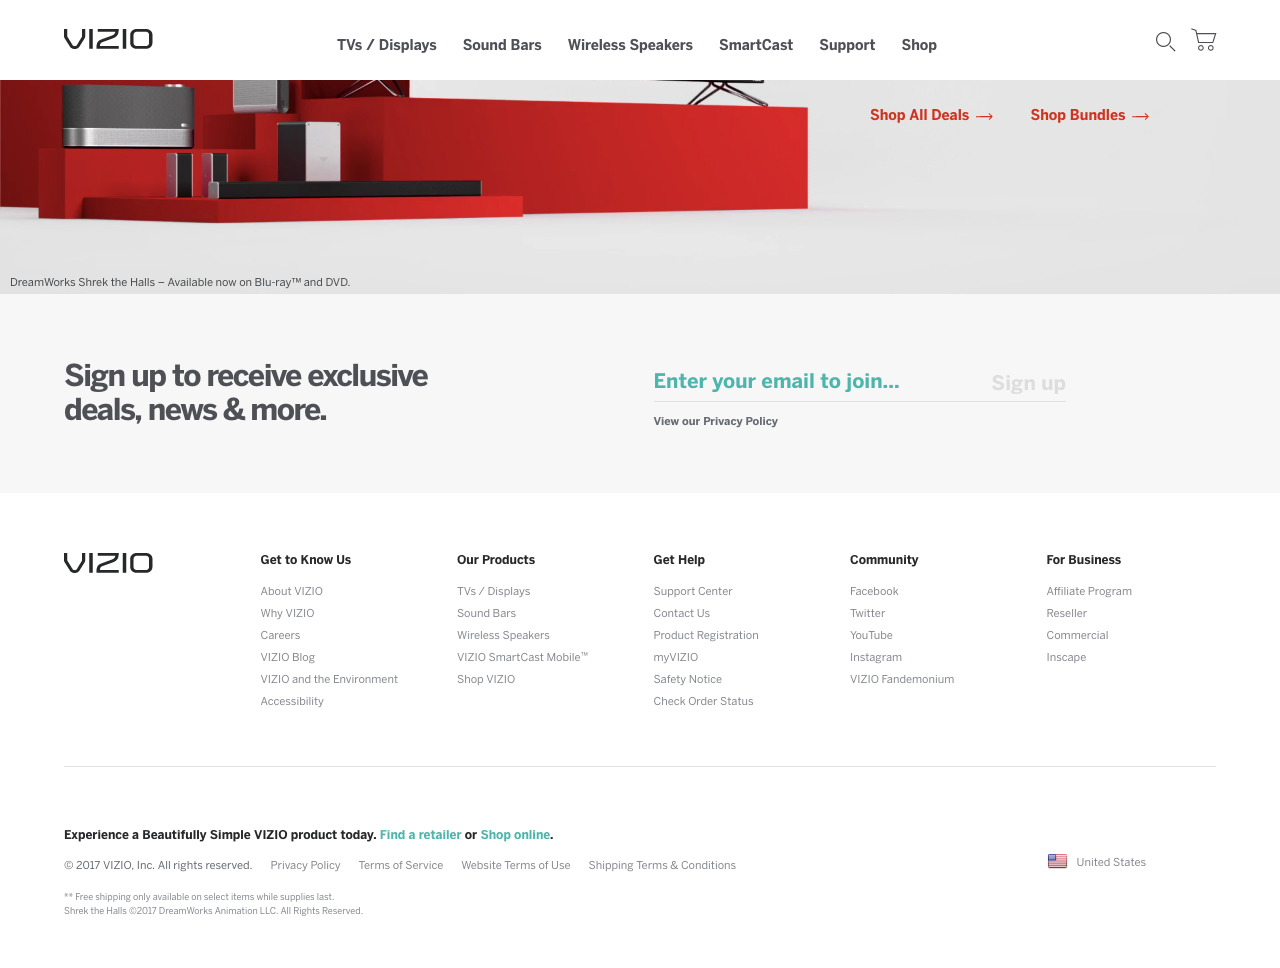 VIZIO
TVs / Displays
Sound Bars
Wireless Speakers
SmartCast
Support
Shop
Shop All Deals
Shop Bundles
DreamWorks Shrek the Halls – Available now on Blu-ray™ and DVD.
Sign up to receive exclusive
deals, news & more.
Enter your email to join...
Sign up
View our Privacy Policy
VIZIO
Get to Know Us
About VIZIO
Why VIZIO
Careers
VIZIO Blog
VIZIO and the Environment
Accessibility
Our Products
TVs / Displays
Sound Bars
Wireless Speakers
VIZIO SmartCast Mobile™
Shop VIZIO
Get Help
Support Center
Contact Us
Product Registration
myVIZIO
Safety Notice
Check Order Status
Community
Facebook
Twitter
YouTube
Instagram
VIZIO Fandemonium
For Business
Affiliate Program
Reseller
Commercial
Inscape
Experience a Beautifully Simple VIZIO product today. Find a retailer or Shop online.
© 2017 VIZIO, Inc. All rights reserved.
Privacy Policy
Terms of Service
Website Terms of Use
Shipping Terms & Conditions
United States
** Free shipping only available on select items while supplies last.
Shrek the Halls ©2017 DreamWorks Animation LLC. All Rights Reserved.